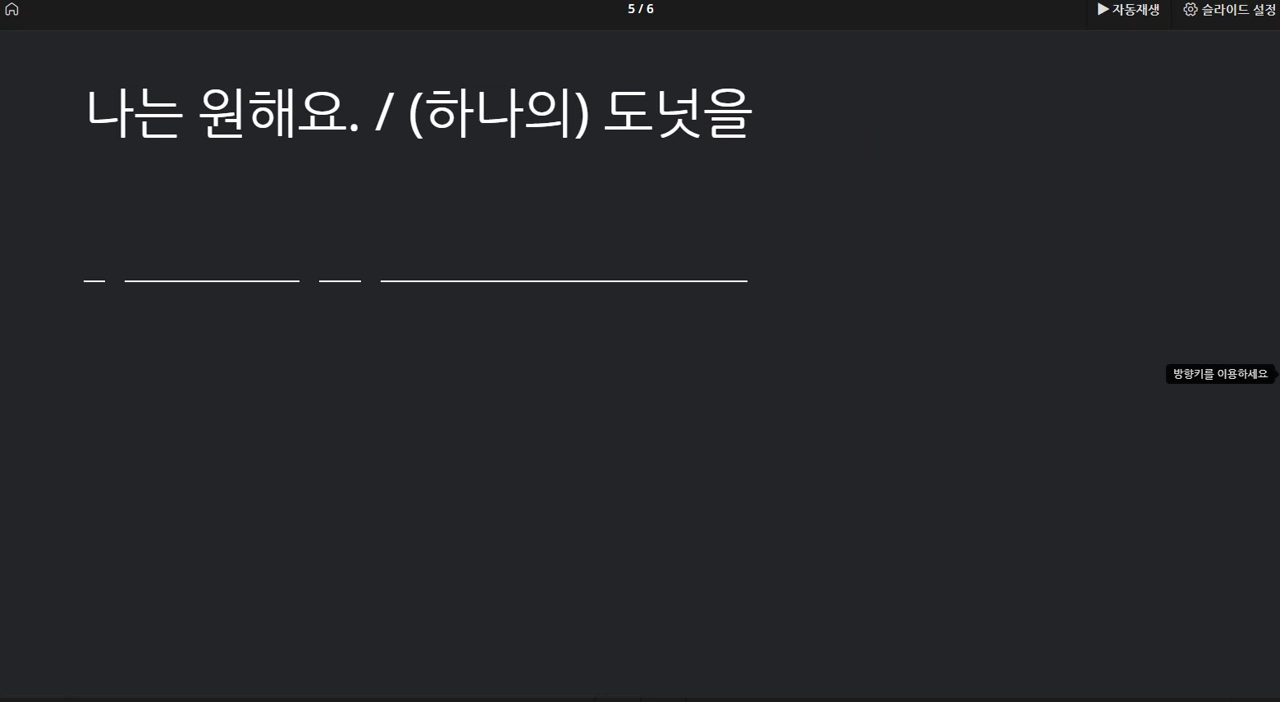 5 / 6
자동재생
슬라이드 설정
나는 원해요. / (하나의) 도넛을
방향키를 이용하세요